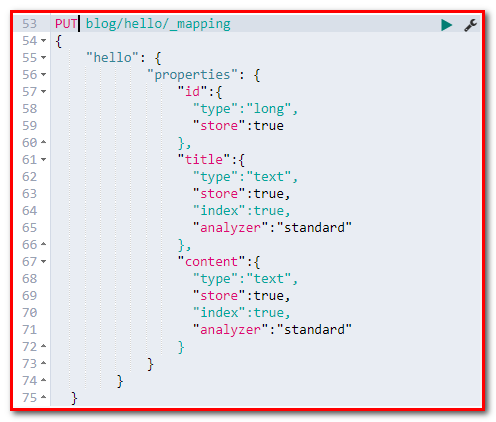 53 PUT blog/hello/_mapping
54 {
55 "hello": {
56 "properties": {
57 "id":{
58 "type":"long",
59 "store":true
60 },
61 "title":{
62 "type":"text",
63 "store":true,
64 "index":true,
65 "analyzer":"standard"
66 },
67 "content":{
68 "type":"text",
69 "store":true,
70 "index":true,
71 "analyzer":"standard"
72 }
73 }
74 }
75 }